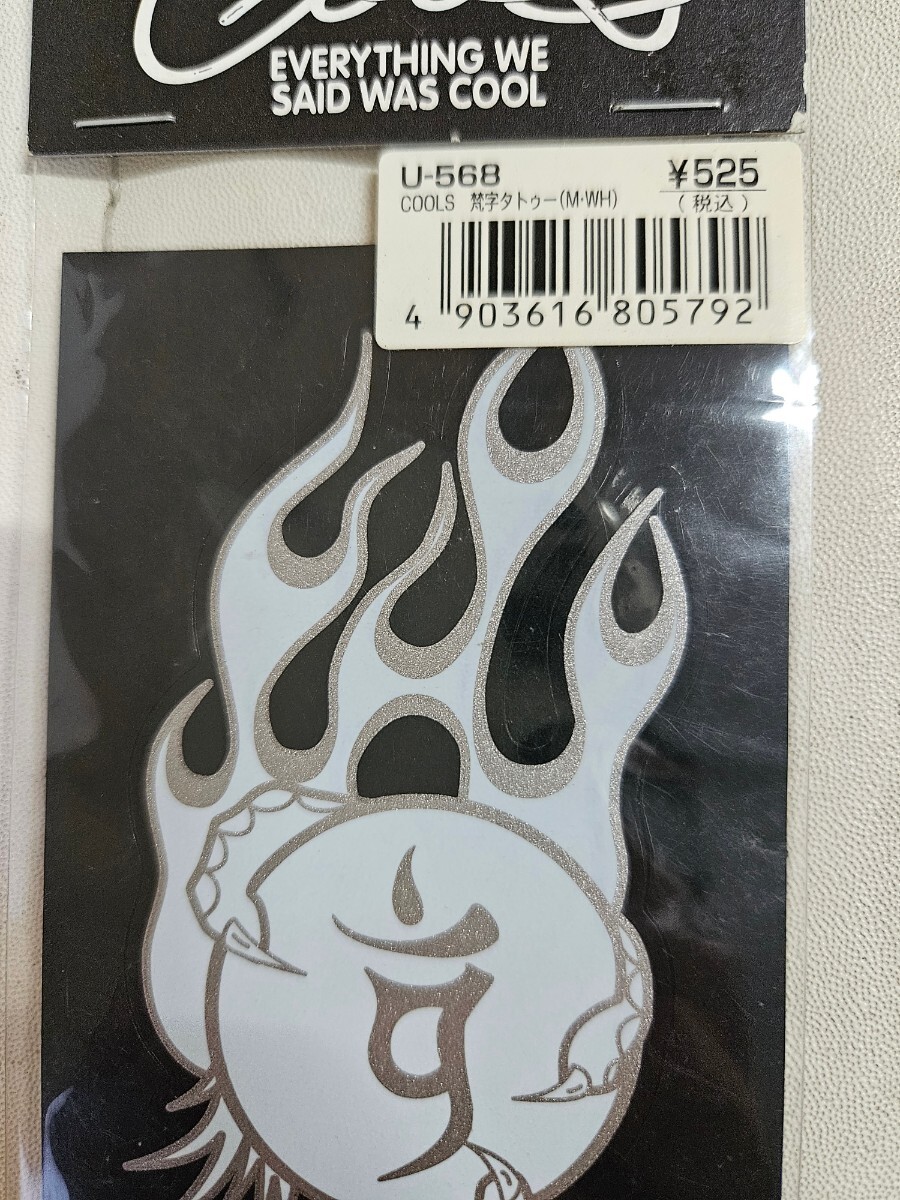 EVERYTHING WE
SAID WAS COOL
U-568 ¥525
COOLS 梵字タトゥー(M·WH) (税込)
4 903616 805792